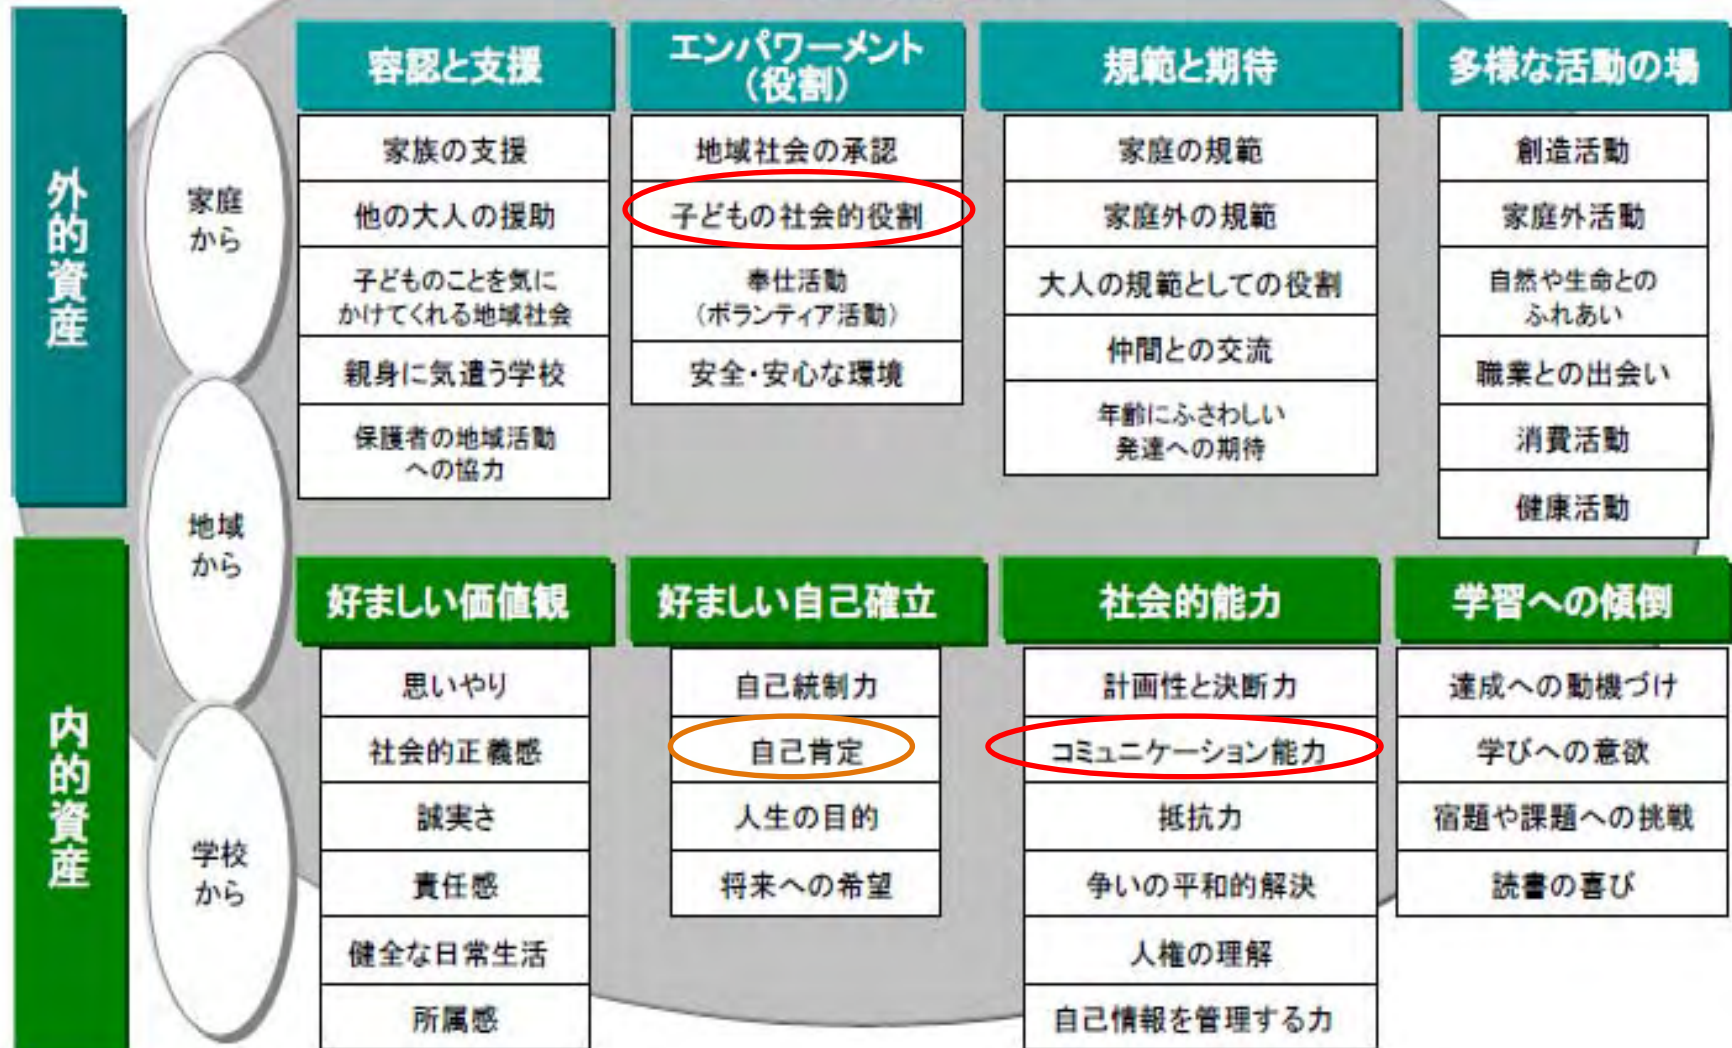 外的資産
家庭
から
地域
から
学校
から
容認と支援
家族の支援
他の大人の援助
子どものことを気に
かけてくれる地域社会
親身に気遣う学校
保護者の地域活動
への協力
エンパワーメント
（役割）
地域社会の承認
子どもの社会的役割
奉仕活動
（ボランティア活動）
安全・安心な環境
規範と期待
家庭の規範
家庭外の規範
大人の規範としての役割
仲間との交流
年齢にふさわしい
発達への期待
多様な活動の場
創造活動
家庭外活動
自然や生命との
ふれあい
職業との出会い
消費活動
健康活動
内的資産
好ましい価値観
思いやり
社会的正義感
誠実さ
責任感
健全な日常生活
所属感
好ましい自己確立
自己統制力
自己肯定
人生の目的
将来への希望
社会的能力
計画性と決断力
コミュニケーション能力
抵抗力
争いの平和的解決
人権の理解
自己情報を管理する力
学習への傾倒
達成への動機づけ
学びへの意欲
宿題や課題への挑戦
読書の喜び